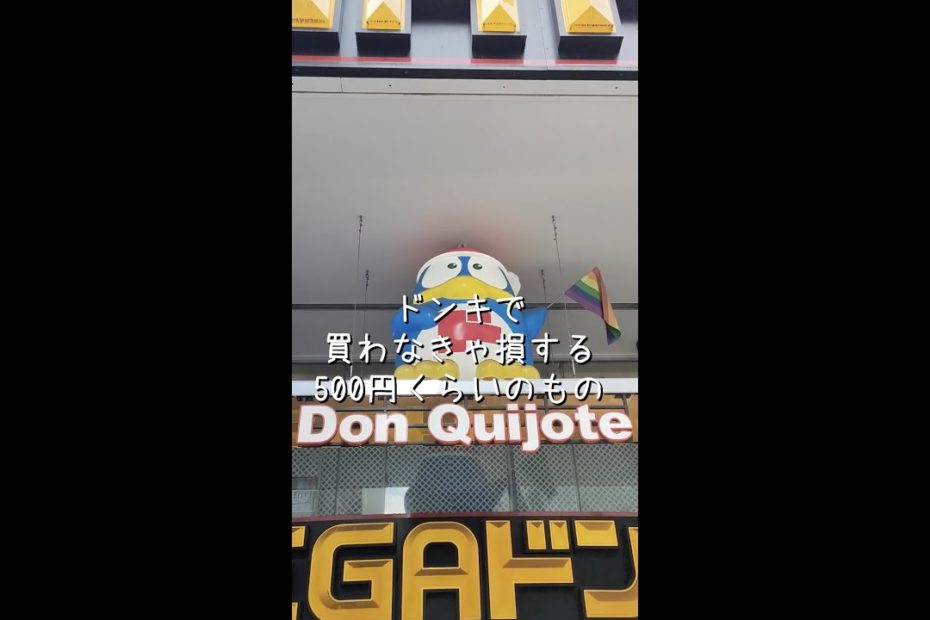 ドンキで
買わなきゃ損する
500円くらいのもの
Don Quijote
EGAドン